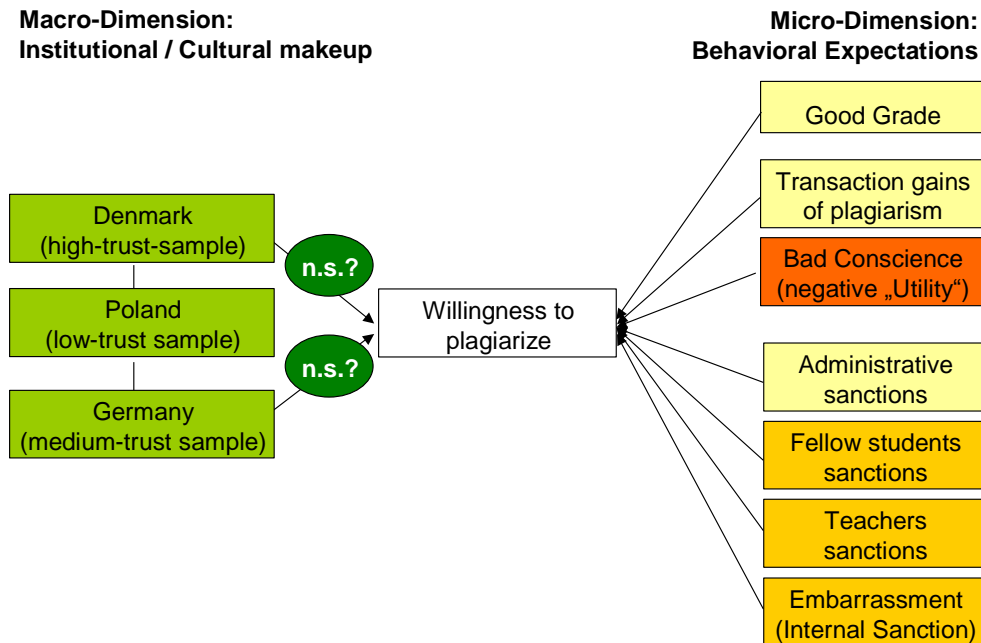 Macro-Dimension:
Institutional / Cultural makeup
Micro-Dimension:
Behavioral Expectations
Denmark
(high-trust-sample)
Poland
(low-trust sample)
Germany
(medium-trust sample)
n.s.?
n.s.?
Willingness to
plagiarize
Good Grade
Transaction gains
of plagiarism
Bad Conscience
(negative „Utility“)
Administrative
sanctions
Fellow students
sanctions
Teachers
sanctions
Embarrassment
(Internal Sanction)